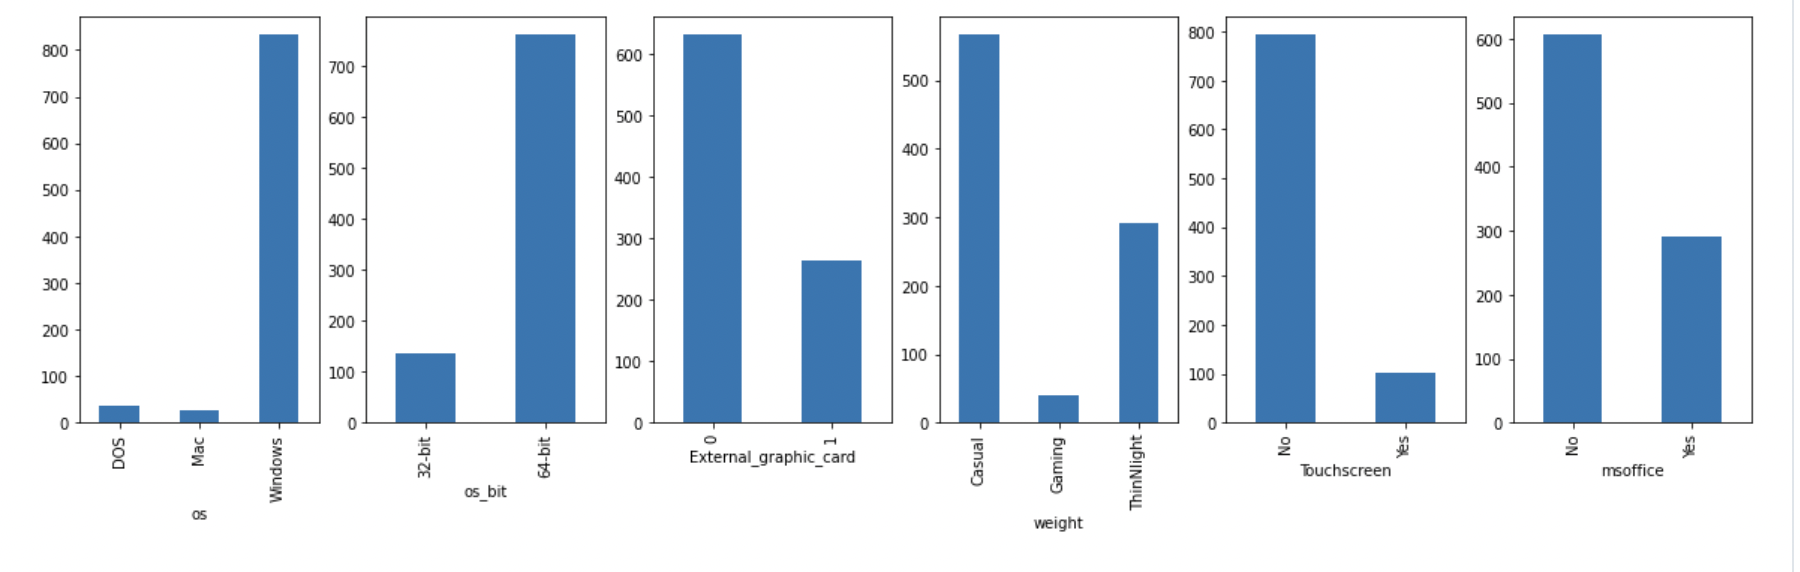 800
700
600
500
400
300
200
100
0
DOS
Mac
Windows
os
700
600
500
400
300
200
100
0
32-bit
64-bit
os_bit
600
500
400
300
200
100
0
0
1
External_graphic_card
500
400
300
200
100
0
Casual
Gaming
ThinNlight
weight
800
700
600
500
400
300
200
100
0
No
Yes
Touchscreen
600
500
400
300
200
100
0
No
Yes
msoffice